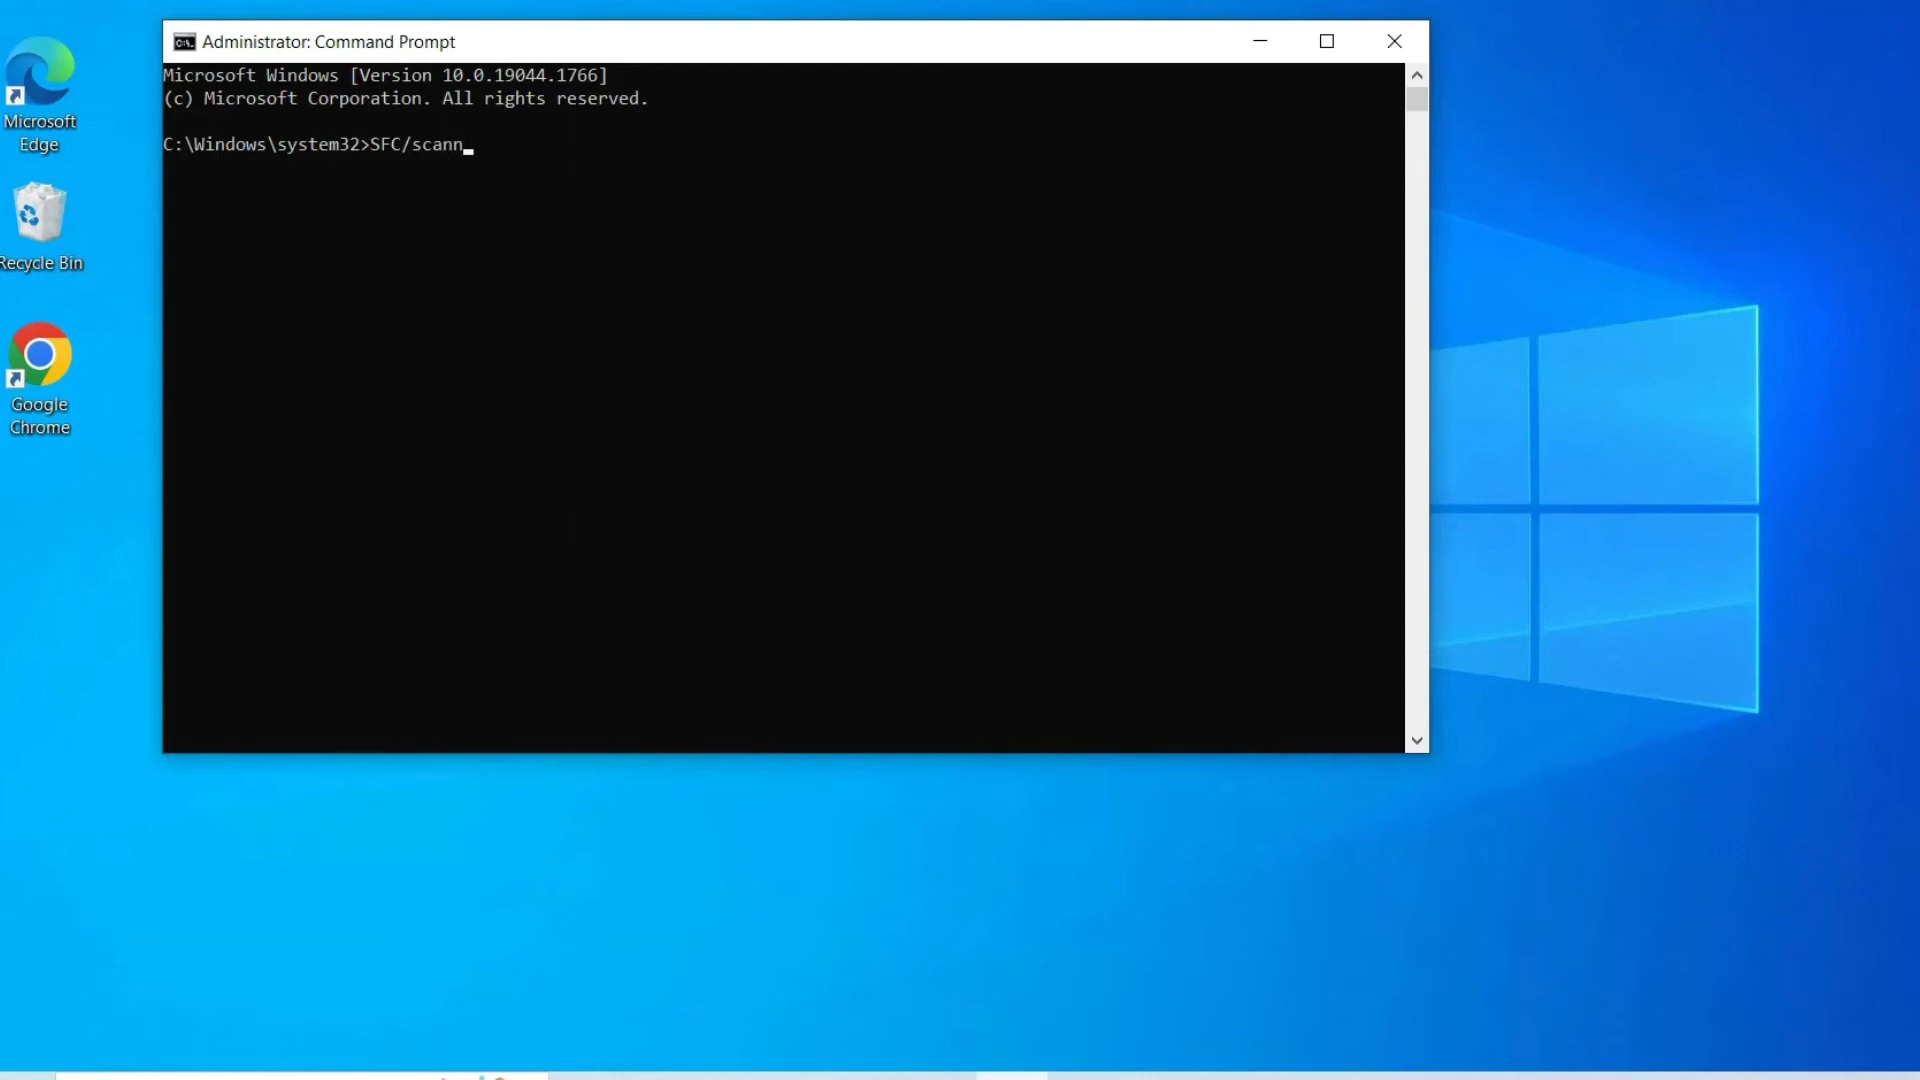 Administrator: Command Prompt
Microsoft Windows [Version 10.0.19044.1766]
(c) Microsoft Corporation. All rights reserved.
C:\Windows\system32>SFC/scann_
Microsoft
Edge
Recycle Bin
Google
Chrome